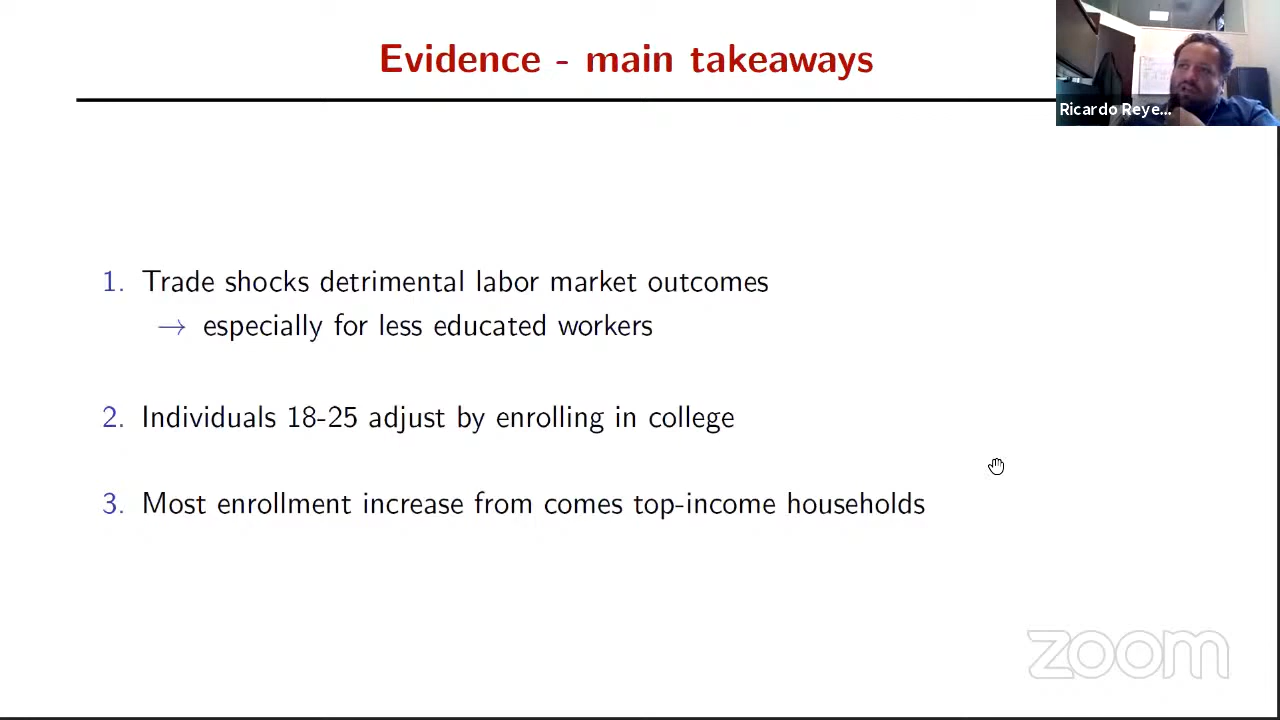 Evidence - main takeaways
Ricardo Reye...
1. Trade shocks detrimental labor market outcomes
→ especially for less educated workers
2. Individuals 18-25 adjust by enrolling in college
3. Most enrollment increase from comes top-income households
zoom